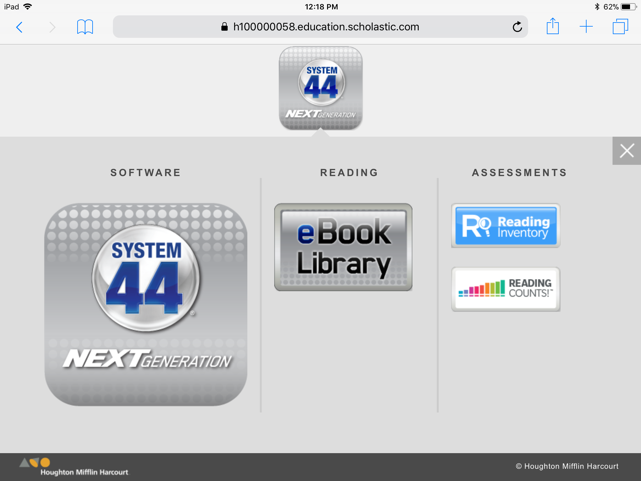 iPad 12:18 PM 62%
h100000058.education.scholastic.com
SYSTEM
44
NEXT GENERATION
SOFTWARE
READING
ASSESSMENTS
SYSTEM
44
NEXT GENERATION
eBook
Library
R
Reading
Inventory
READING
COUNTS!™
Houghton Mifflin Harcourt
© Houghton Mifflin Harcourt